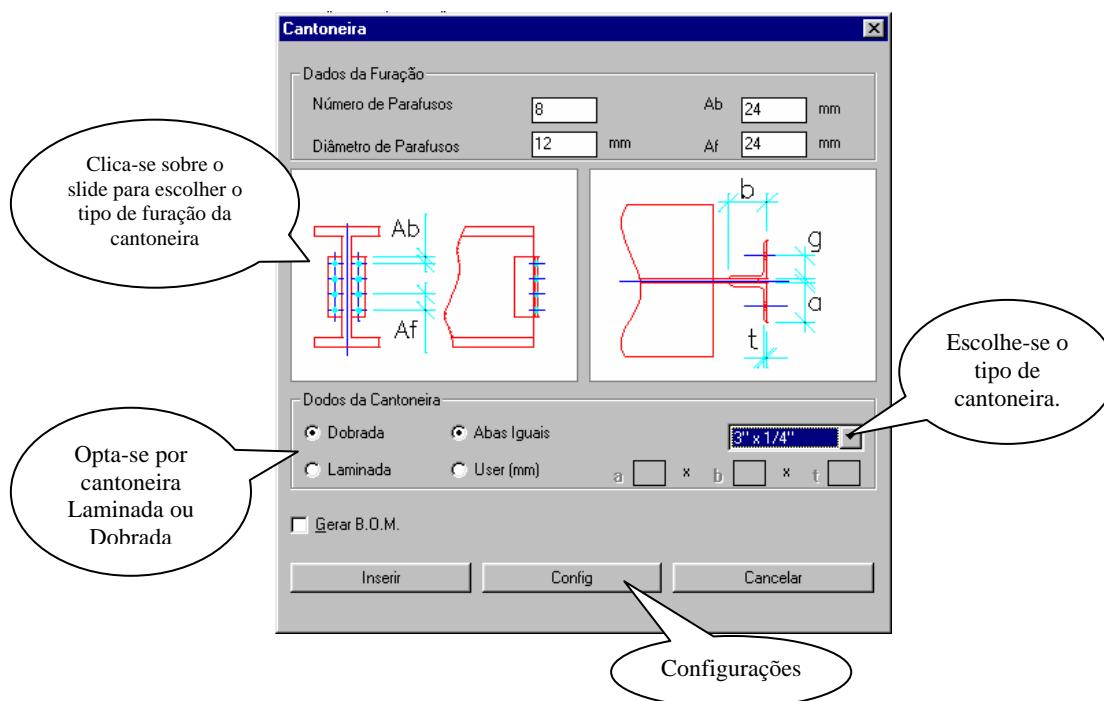 Cantoneira
Dados da Furação
Número de Parafusos 8 Ab 24 mm
Diâmetro de Parafusos 12 mm Af 24 mm
Clica-se sobre o
slide para escolher o
tipo de furação da
cantoneira
Ab
Af
b
g
a
t
Escolhe-se o
tipo de
cantoneira.
Dodos da Cantoneira
Dobrada Abas Iguais 3" x 1/4"
Laminada User (mm) a x b x t
Opta-se por
cantoneira
Laminada ou
Dobrada
Gerar B.O.M.
Inserir Config Cancelar
Configurações